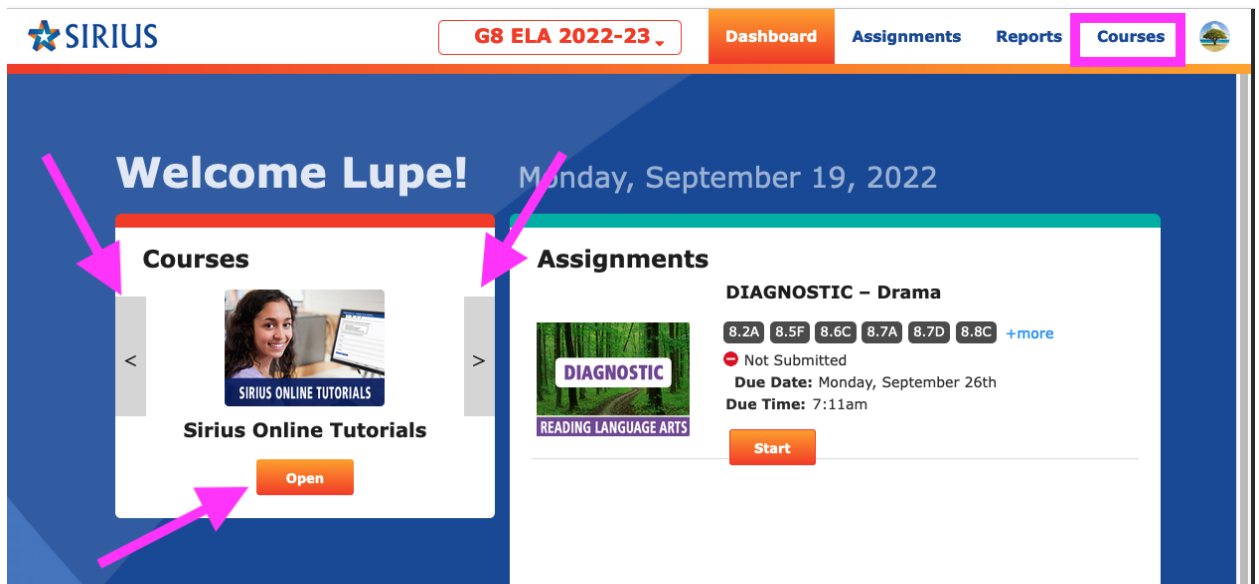 SIRIUS
G8 ELA 2022-23
Dashboard
Assignments
Reports
Courses
Welcome Lupe!
Monday, September 19, 2022
Courses
<
SIRIUS ONLINE TUTORIALS
>
Sirius Online Tutorials
Open
Assignments
DIAGNOSTIC
READING LANGUAGE ARTS
DIAGNOSTIC – Drama
8.2A 8.5F 8.6C 8.7A 8.7D 8.8C +more
Not Submitted
Due Date: Monday, September 26th
Due Time: 7:11am
Start